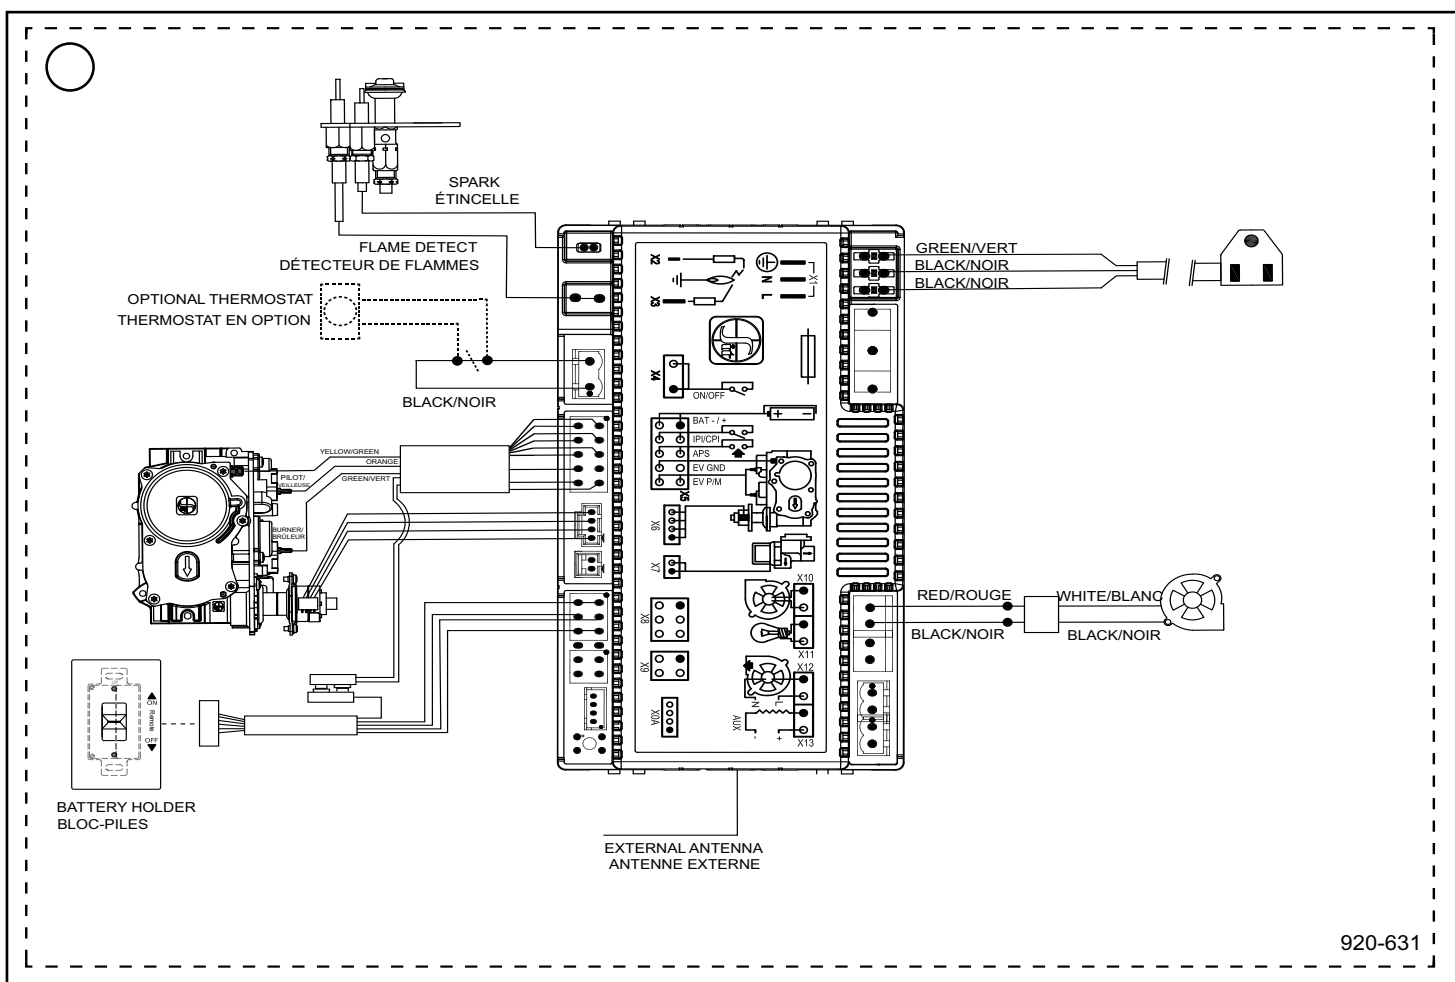 SPARK
ÉTINCELLE
FLAME DETECT
DÉTECTEUR DE FLAMMES
OPTIONAL THERMOSTAT
THERMOSTAT EN OPTION
BLACK/NOIR
YELLOW/GREEN
ORANGE
GREEN/VERT
PILOT/
VEILLEUSE
BURNER/
BRÛLEUR
ON
Remote
OFF
BATTERY HOLDER
BLOC-PILES
X2
X3
N
L
X1
X4
ON/OFF
+
-
BAT - / +
IPI/CPI
APS
EV GND
EV P/M
X5
X6
X7
X8
X9
X0A
X10
X11
X12
N
L
AUX
-
+
X13
GREEN/VERT
BLACK/NOIR
BLACK/NOIR
RED/ROUGE
WHITE/BLANC
BLACK/NOIR
BLACK/NOIR
EXTERNAL ANTENNA
ANTENNE EXTERNE
920-631